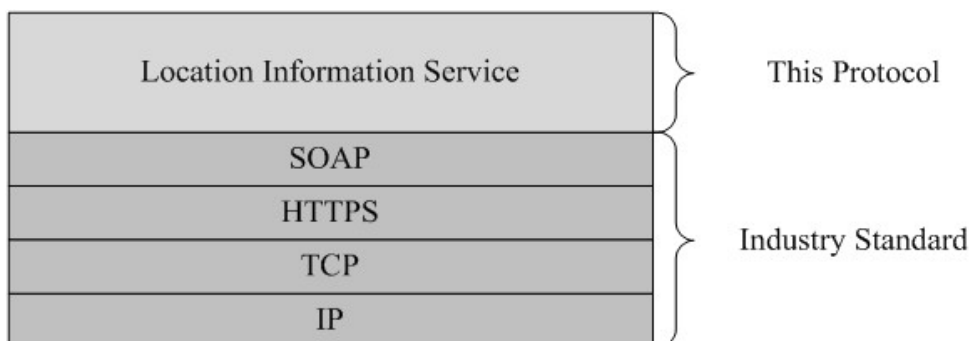 Location Information Service
This Protocol
SOAP
HTTPS
TCP
IP
Industry Standard